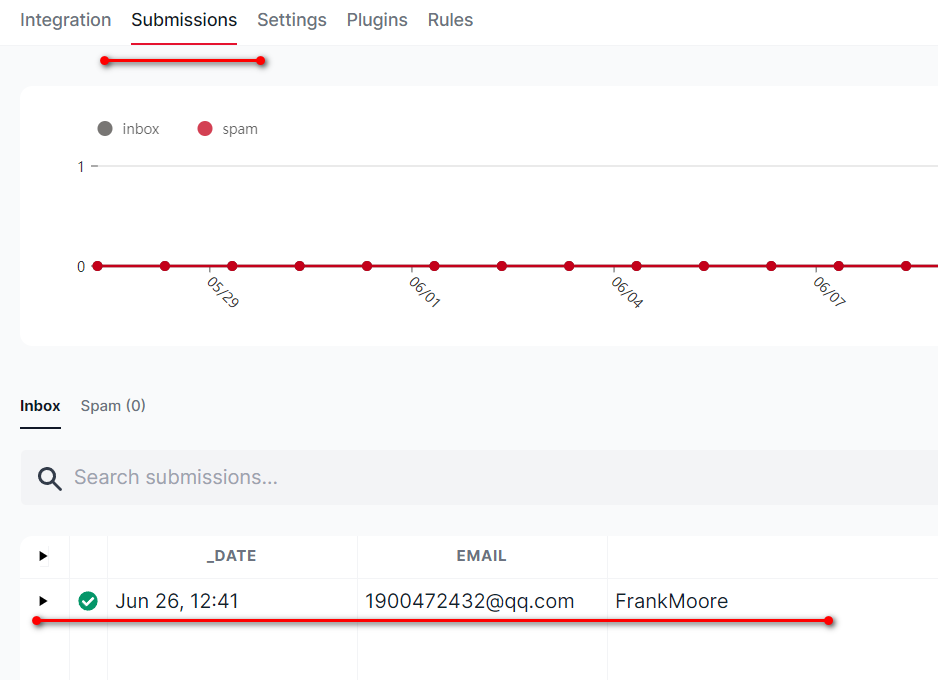 Integration Submissions Settings Plugins Rules
inbox spam
1
0
05/29 06/01 06/04 06/07
Inbox Spam (0)
Search submissions...
_DATE EMAIL
Jun 26, 12:41 1900472432@qq.com FrankMoore